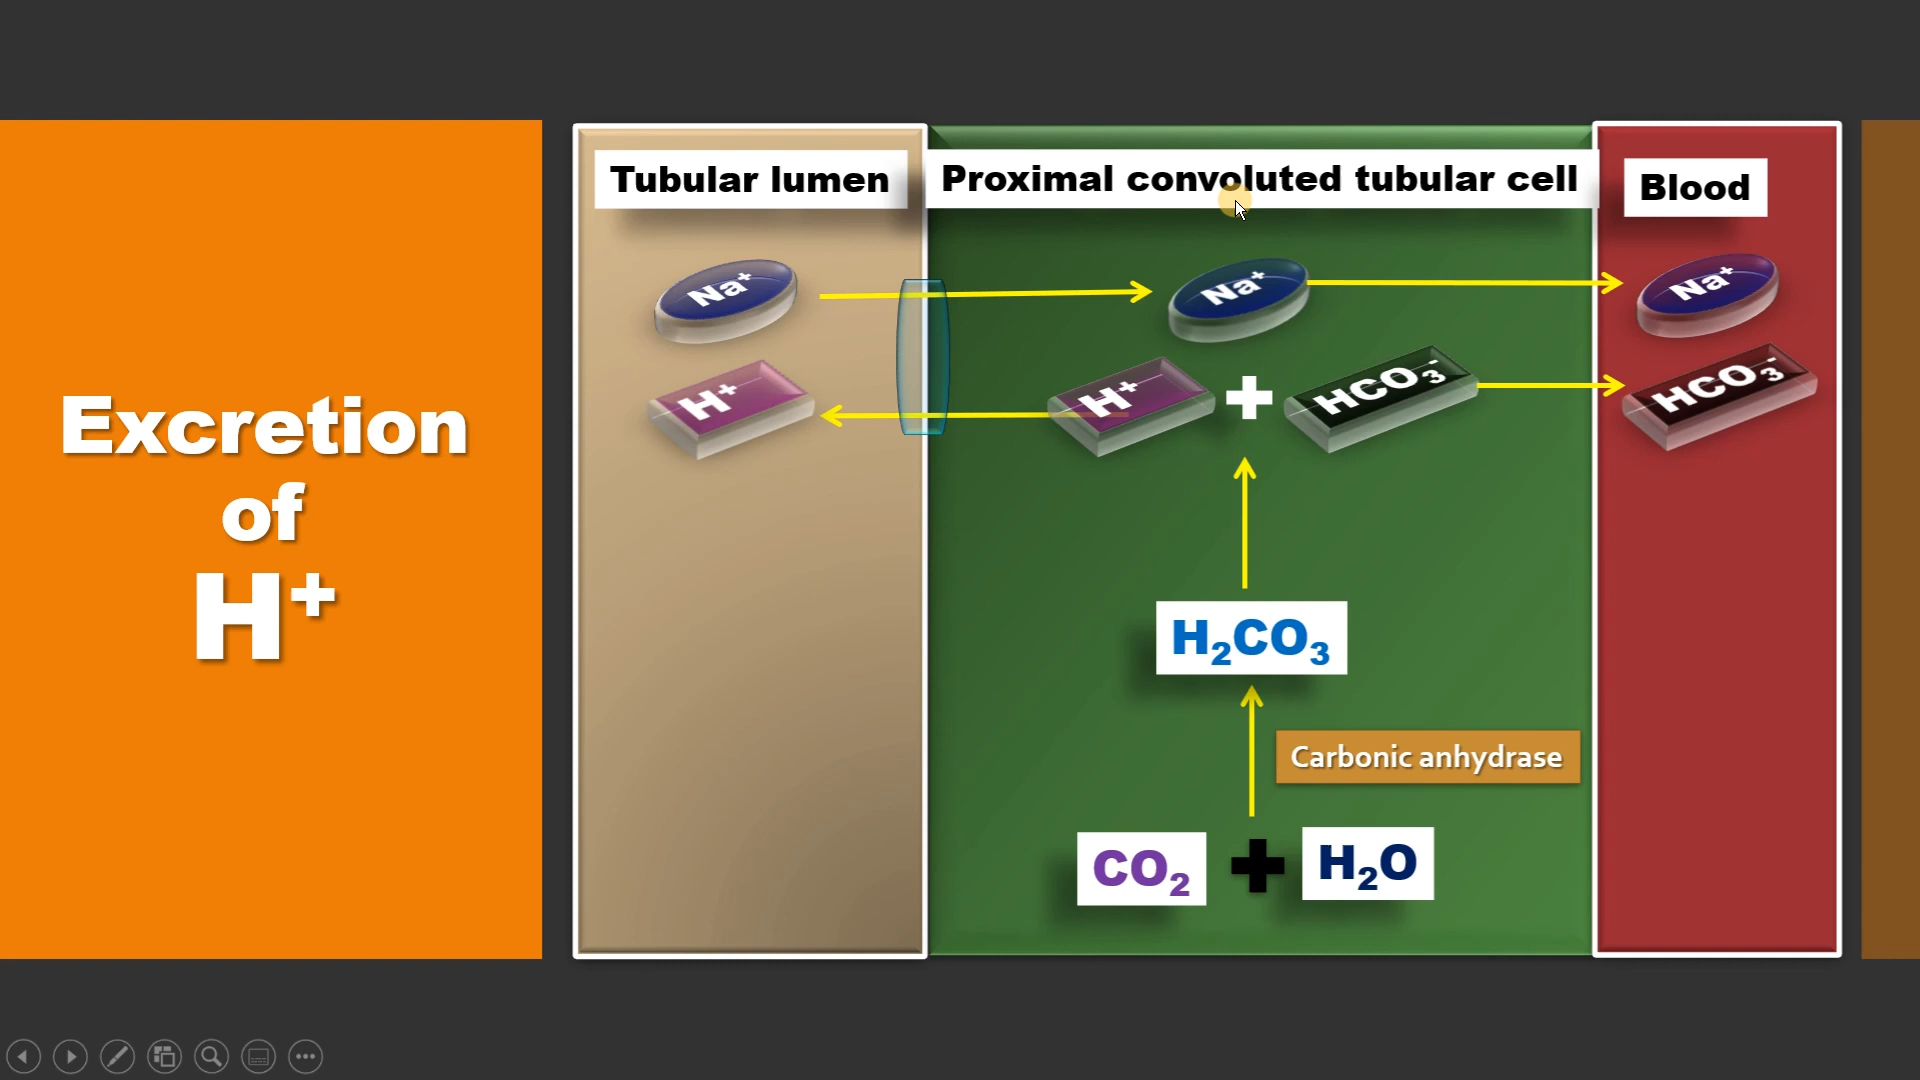 Excretion
of
H⁺
Tubular lumen
Proximal convoluted tubular cell
Blood
Na⁺
Na⁺
Na⁺
H⁺
H⁺
HCO₃⁻
HCO₃⁻
H₂CO₃
Carbonic anhydrase
CO₂
H₂O